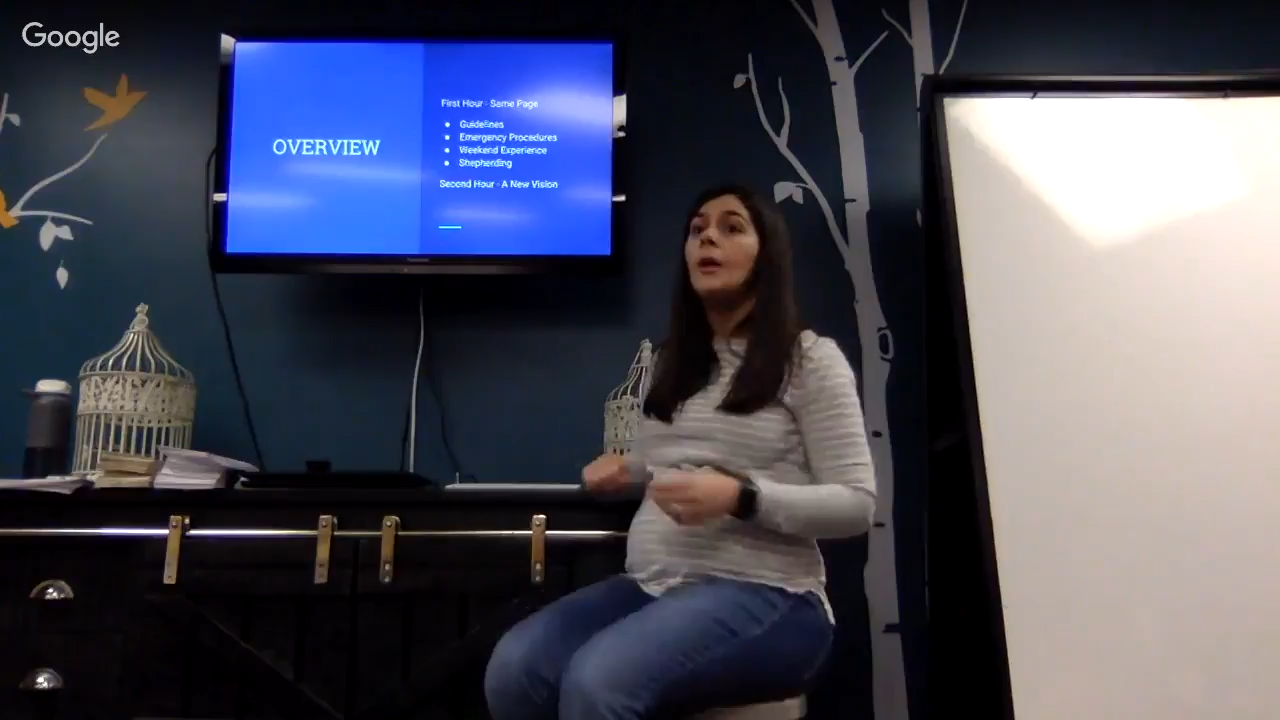 Google
OVERVIEW
First Hour - Same Page
Guidelines
Emergency Procedures
Weekend Experience
Shepherding
Second Hour - A New Vision